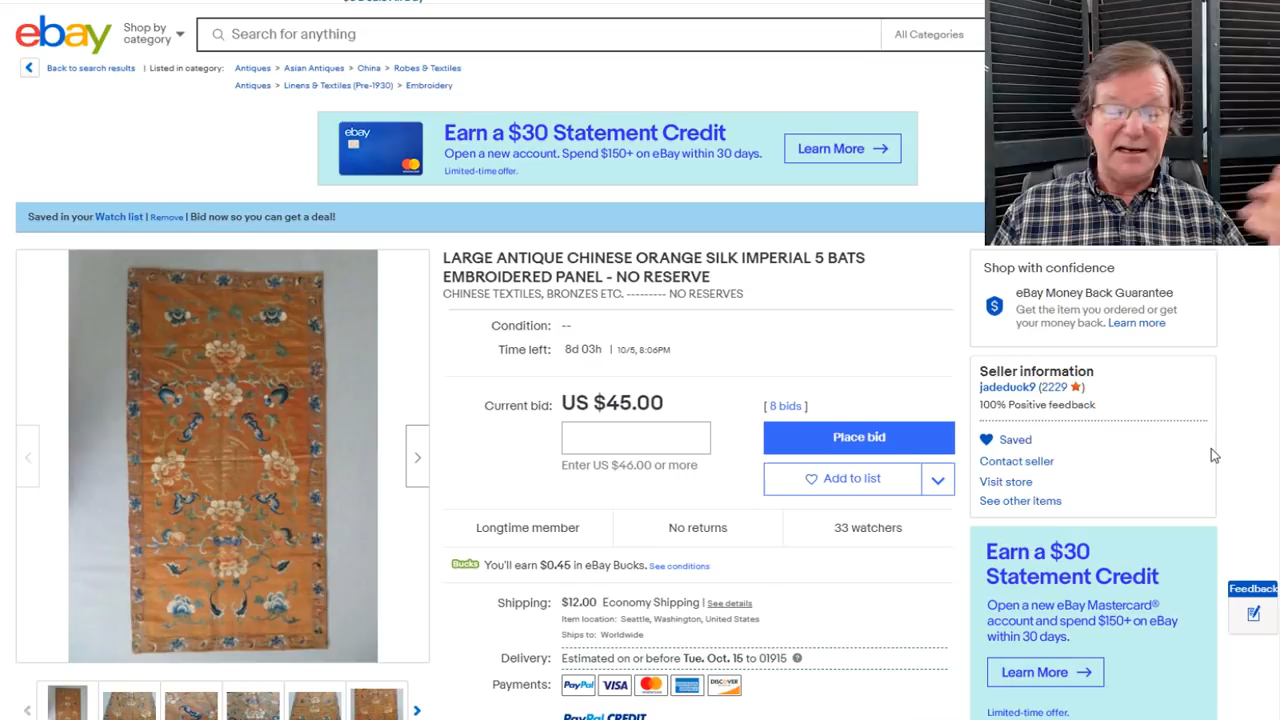 ebay
Shop by
category
Search for anything
All Categories
Back to search results | Listed in category: Antiques > Asian Antiques > China > Robes & Textiles
Antiques > Linens & Textiles (Pre-1930) > Embroidery
ebay
Earn a $30 Statement Credit
Open a new account. Spend $150+ on eBay within 30 days.
Limited-time offer.
Learn More
Saved in your Watch list | Remove | Bid now so you can get a deal!
LARGE ANTIQUE CHINESE ORANGE SILK IMPERIAL 5 BATS
EMBROIDERED PANEL - NO RESERVE
CHINESE TEXTILES, BRONZES ETC. --------- NO RESERVES
Condition: --
Time left: 8d 03h | 10/5, 8:06PM
Current bid: US $45.00 [ 8 bids ]
Place bid
Enter US $46.00 or more
Add to list
Longtime member No returns 33 watchers
Bucks You'll earn $0.45 in eBay Bucks. See conditions
Shipping: $12.00 Economy Shipping | See details
Item location: Seattle, Washington, United States
Ships to: Worldwide
Delivery: Estimated on or before Tue. Oct. 15 to 01915
Payments: PayPal VISA MasterCard DISCOVER
PayPal CREDIT
Shop with confidence
eBay Money Back Guarantee
Get the item you ordered or get
your money back. Learn more
Seller information
jadeduck9 (2229)
100% Positive feedback
Saved
Contact seller
Visit store
See other items
Earn a $30
Statement Credit
Open a new eBay Mastercard®
account and spend $150+ on eBay
within 30 days.
Learn More
Limited-time offer.
Feedback